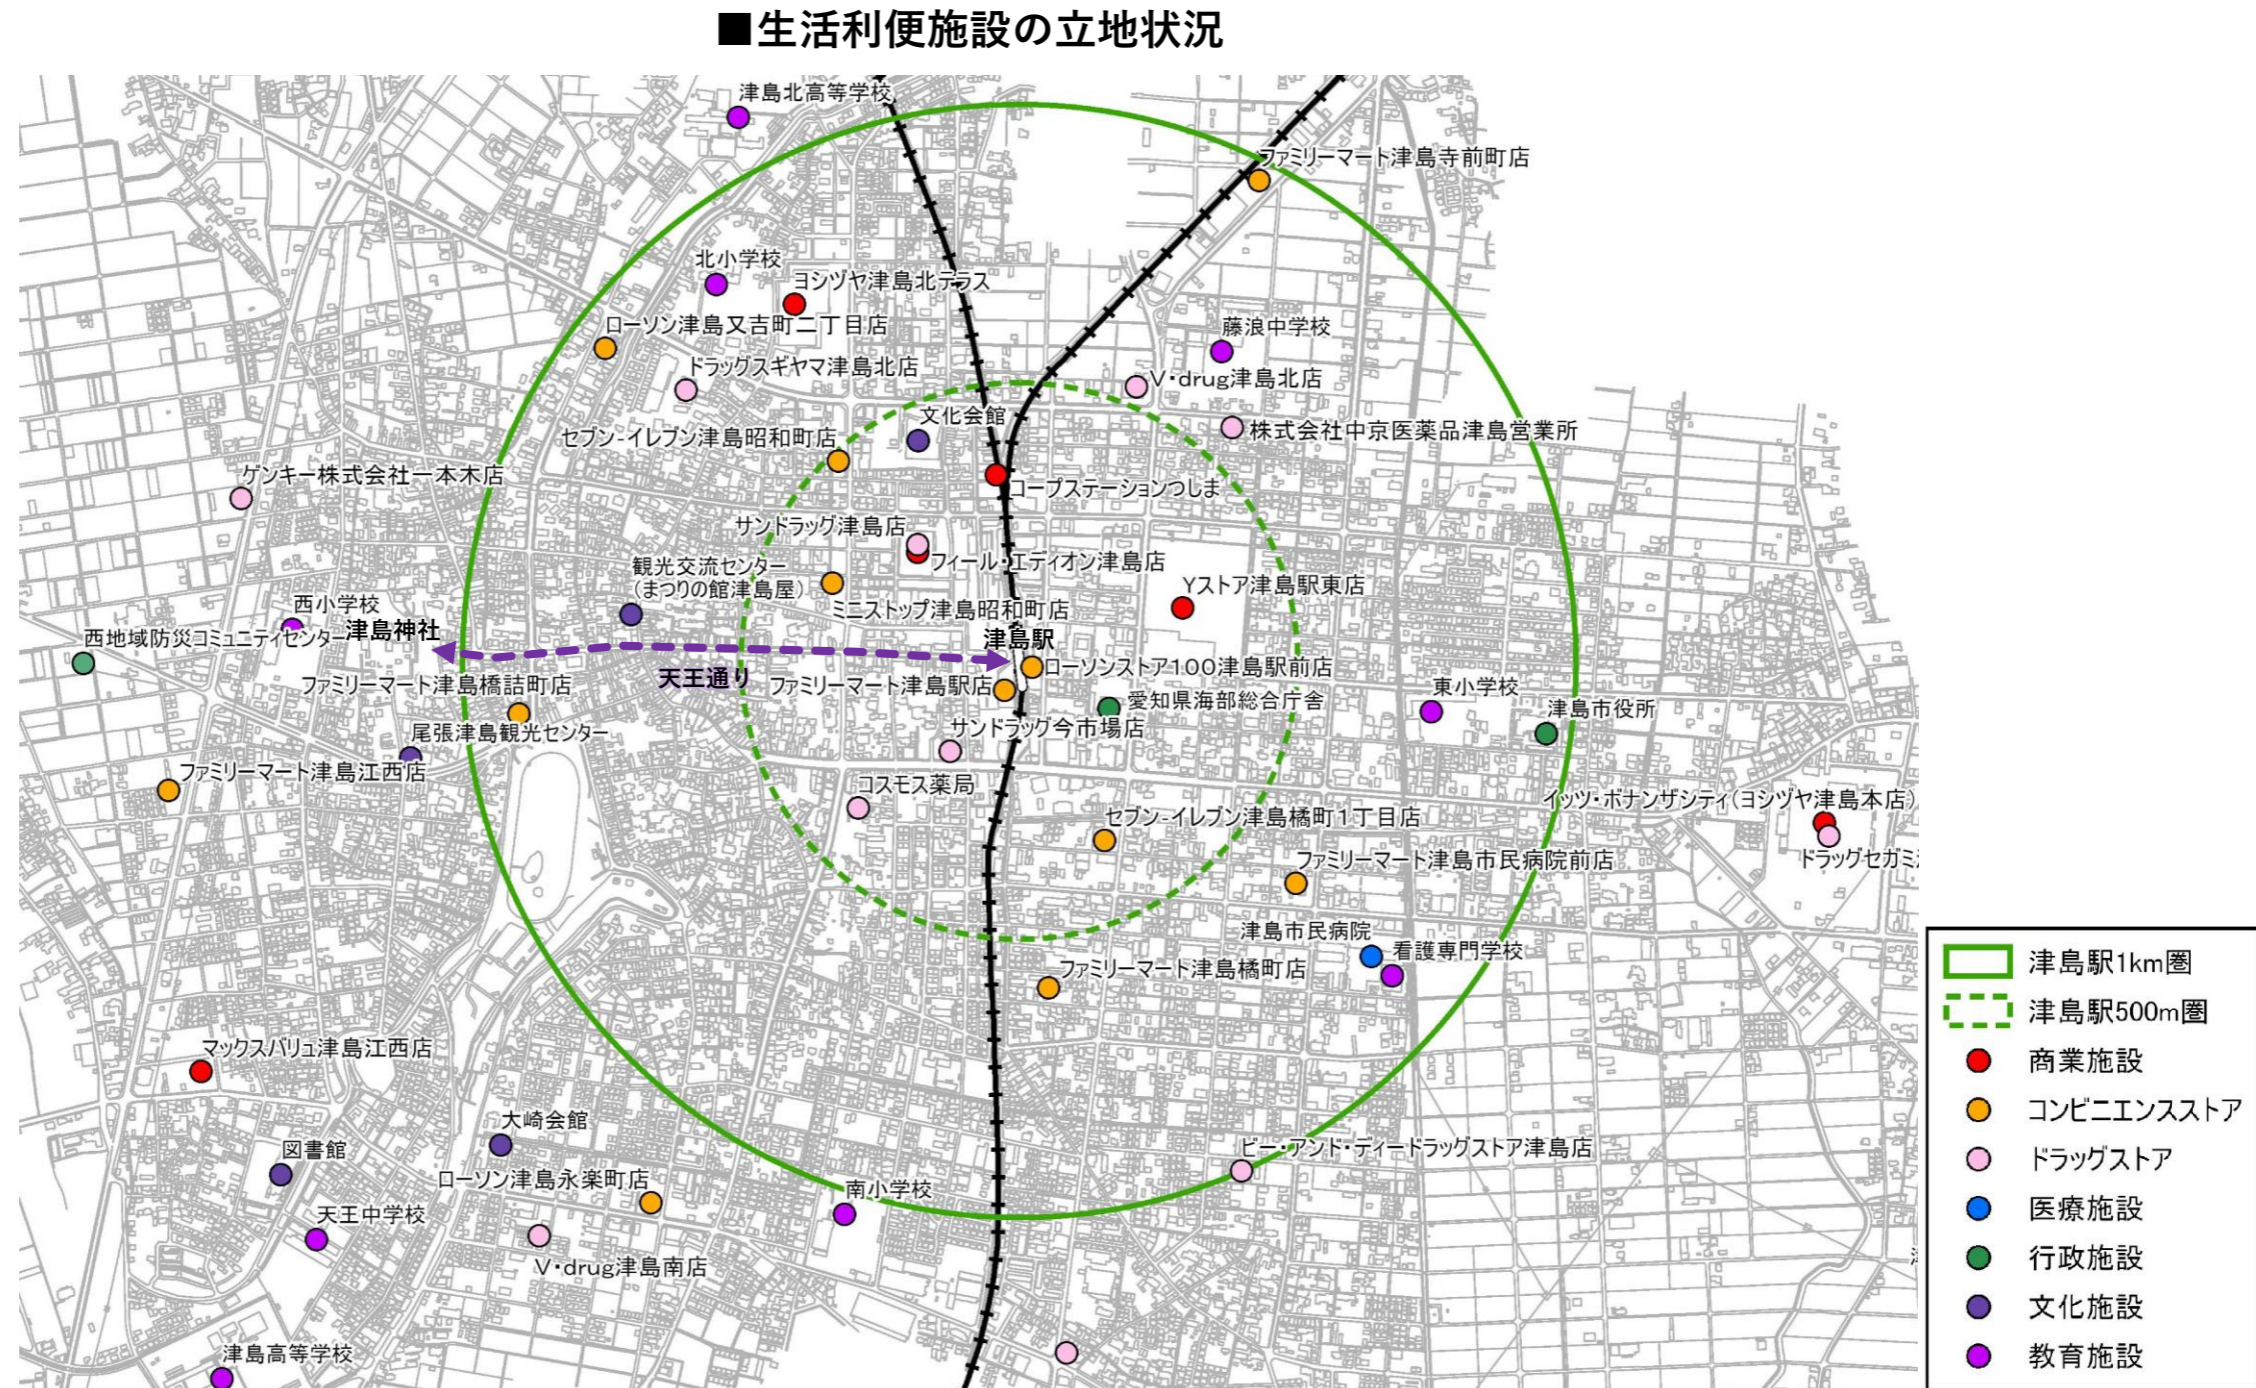 ■生活利便施設の立地状況
津島北高等学校
ファミリーマート津島寺前町店
北小学校
ヨシヅヤ津島北テラス
ローソン津島又吉町二丁目店
藤浪中学校
ドラッグスギヤマ津島北店
V・drug津島北店
文化会館
セブン-イレブン津島昭和町店
株式会社中京医薬品津島営業所
ゲンキー株式会社一本木店
コープステーションつしま
サンドラッグ津島店
フィール・エディオン津島店
観光交流センター
(まつりの館津島屋)
Yストア津島駅東店
ミニストップ津島昭和町店
西小学校
西地域防災コミュニティセンター
津島神社
津島駅
ローソンストア100津島駅前店
天王通り
ファミリーマート津島駅店
ファミリーマート津島橋詰町店
愛知県海部総合庁舎
東小学校
津島市役所
尾張津島観光センター
サンドラッグ今市場店
ファミリーマート津島江西店
コスモス薬局
イッツ・ボナンザシティ(ヨシヅヤ津島本店)
セブン-イレブン津島橘町1丁目店
ファミリーマート津島市民病院前店
ドラッグセガミ
津島市民病院
看護専門学校
ファミリーマート津島橘町店
マックスバリュ津島江西店
大崎会館
図書館
ビー・アンド・ディードラッグストア津島店
ローソン津島永楽町店
南小学校
天王中学校
V・drug津島南店
津島高等学校
津島駅1km圏
津島駅500m圏
商業施設
コンビニエンスストア
ドラッグストア
医療施設
行政施設
文化施設
教育施設